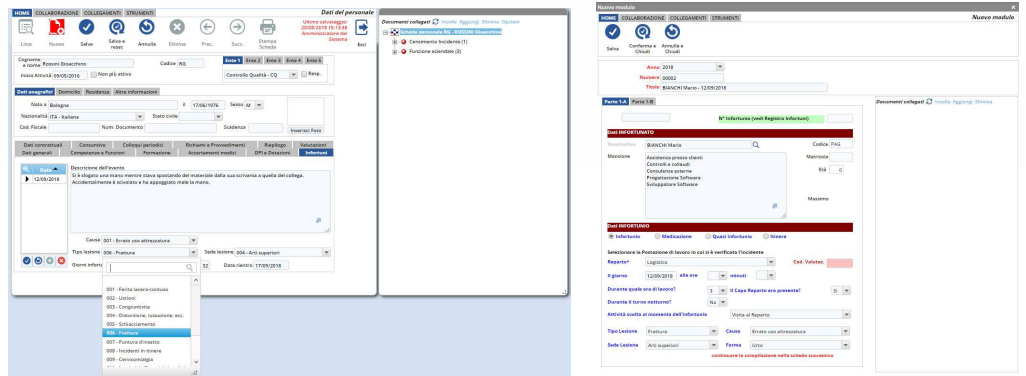 HOME COLLABORAZIONE COLLEGAMENTI STRUMENTI
Dati del personale
Lista Nuovo Salva Salva e reset Annulla Elimina Prec. Succ. Stampa Scheda
Ultimo salvataggio:
20/09/2019 15:13:38
Amministratore del
Sistema
Esci
Cognome e nome Rossini Gioacchino Codice RG
Ente 1 Ente 2 Ente 3 Ente 4 Ente 5
Inizio Attività 09/05/2016 Non più attivo
Controllo Qualità - CQ Resp.
Dati anagrafici Domicilio Residenza Altre informazioni
Nato a Bologna il 17/06/1976 Sesso M
Nazionalità ITA - Italiana Stato civile
Cod. Fiscale Num. Documento Scadenza
Inserisci Foto
Dati contrattuali Consuntivo Colloqui periodici Richiami e Provvedimenti Riepilogo Valutazioni
Dati generali Competenze e Funzioni Formazione Accertamenti medici DPI e Dotazioni Infortuni
Data
12/09/2018
Descrizione dell'evento
Si è slogato una mano mentre stava spostando del materiale dalla sua scrivania a quella del collega.
Accidentalmente è scivolato e ha appoggiato male la mano.
Causa 001 - Errato uso attrezzatura
Tipo lesione 006 - Frattura Sede lesione 004 - Arti superiori
Giorni infort 32 Data rientro 17/09/2018
001 - Ferita lacero-contusa
002 - Ustioni
003 - Congiuntivite
004 - Distorsione, lussazione, ecc.
005 - Schiacciamento
006 - Frattura
007 - Puntura d'insetto
008 - Incidenti in itinere
009 - Cervicomialgia
Documenti collegati Incolla Aggiungi Elimina Opzioni
Scheda personale RG - ROSSINI Gioacchino
Censimento Incidente (1)
Funzione aziendale (3)
Nuovo modulo
HOME COLLABORAZIONE COLLEGAMENTI STRUMENTI
Nuovo modulo
Salva Conferma e Chiudi Annulla e Chiudi
Anno 2018
Numero 00002
Titolo BIANCHI Mario - 12/09/2018
Parte 1-A Parte 1-B
Documenti collegati Incolla Aggiungi Elimina
N° Infortunio (vedi Registro Infortuni)
Dati INFORTUNATO
Nominativo BIANCHI Mario Codice PAG
Mansione
Assistenza presso clienti
Controlli e collaudi
Consulenze esterne
Progettazione Software
Sviluppatore Software
Matricola
Età 0
Massimo
Dati INFORTUNIO
Infortunio Medicazione Quasi Infortunio Itinere
Selezionare la Postazione di lavoro in cui si è verificato l'incidente
Reparto* Logistica Cod. Valutaz.
Il giorno 12/09/2018 alle ore minuti
Durante quale ora di lavoro? 3 Il Capo Reparto era presente? Si
Durante il turno notturno? No
Attività svolta al momento dell'infortunio Visita al Reparto
Tipo Lesione Frattura Causa Errato uso attrezzatura
Sede Lesione Arti superiori Forma Urto
continuare la compilazione nella scheda successiva